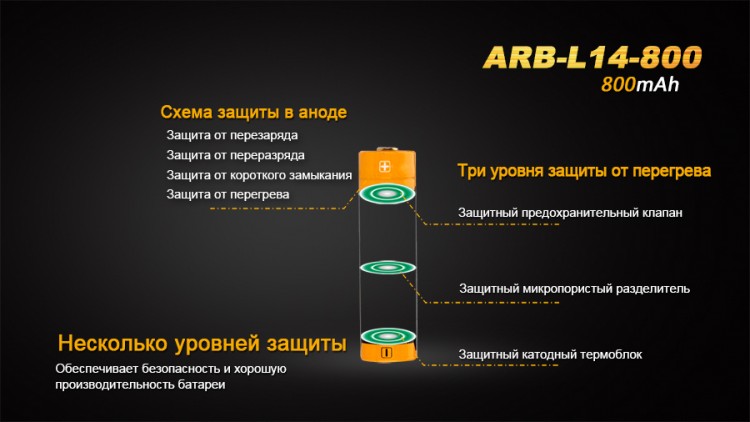 ARB-L14-800
800mAh
Схема защиты в аноде
Защита от перезаряда
Защита от переразряда
Защита от короткого замыкания
Защита от перегрева
Три уровня защиты от перегрева
Защитный предохранительный клапан
Защитный микропористый разделитель
Защитный катодный термоблок
Несколько уровней защиты
Обеспечивает безопасность и хорошую
производительность батареи